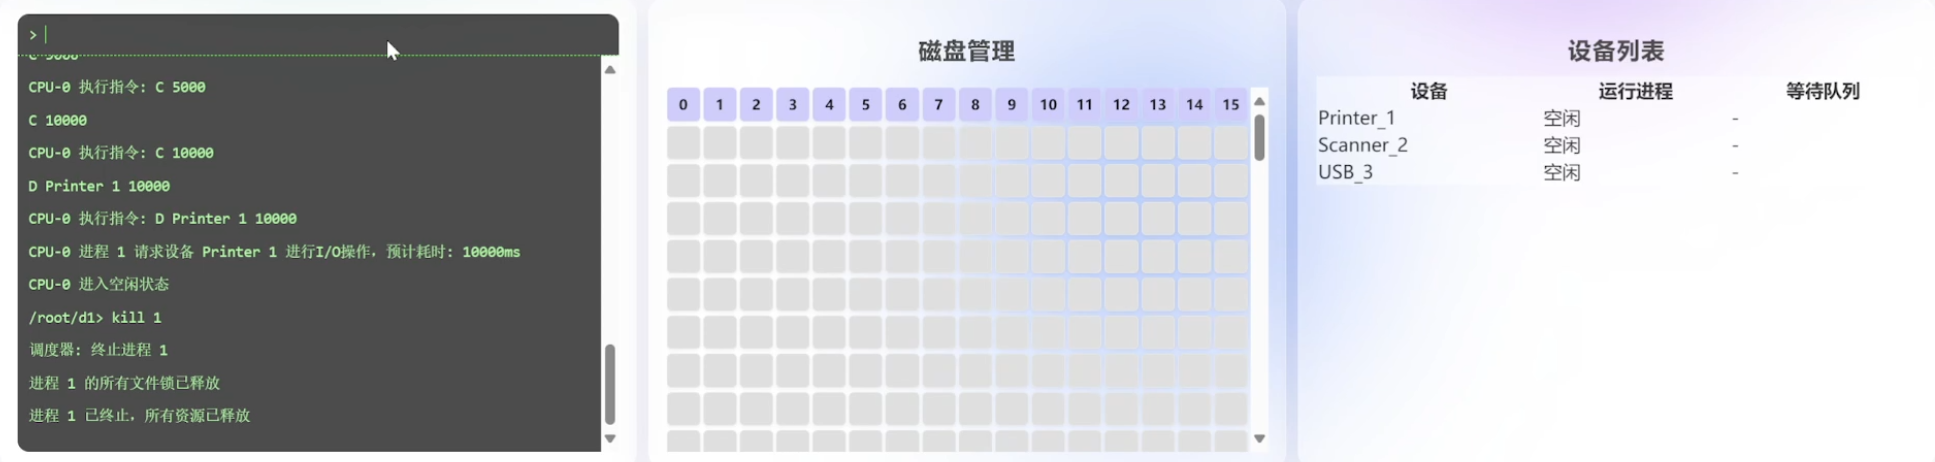 >
C 5000
CPU-0 执行指令: C 5000
C 10000
CPU-0 执行指令: C 10000
D Printer 1 10000
CPU-0 执行指令: D Printer 1 10000
CPU-0 进程 1 请求设备 Printer 1 进行I/O操作，预计耗时: 10000ms
CPU-0 进入空闲状态
/root/d1> kill 1
调度器: 终止进程 1
进程 1 的所有文件锁已释放
进程 1 已终止，所有资源已释放
磁盘管理
0 1 2 3 4 5 6 7 8 9 10 11 12 13 14 15
设备列表
设备 运行进程 等待队列
Printer_1 空闲 -
Scanner_2 空闲 -
USB_3 空闲 -